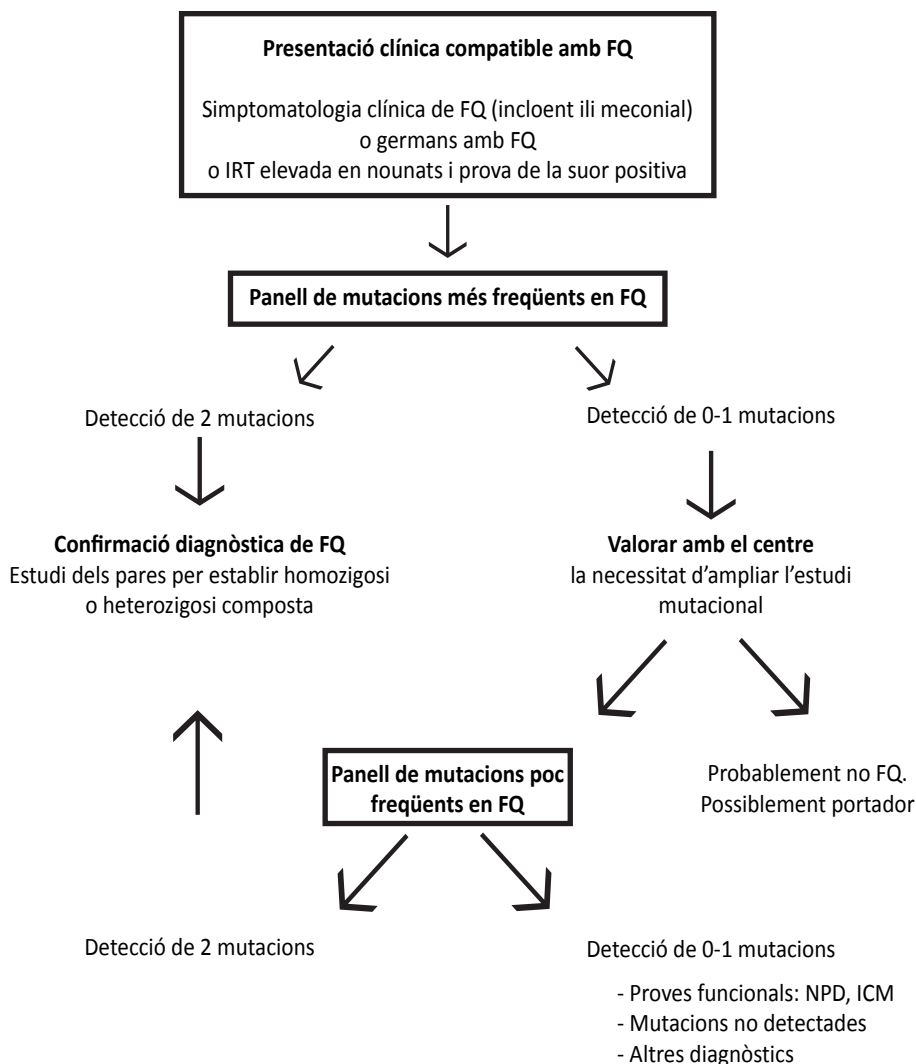 Presentació clínica compatible amb FQ
Simptomatologia clínica de FQ (incloent ili meconial)
o germans amb FQ
o IRT elevada en nounats i prova de la suor positiva
Panell de mutacions més freqüents en FQ
Detecció de 2 mutacions
Detecció de 0-1 mutacions
Confirmació diagnòstica de FQ
Estudi dels pares per establir homozigosi
o heterozigosi composta
Valorar amb el centre
la necessitat d'ampliar l'estudi
mutacional
Panell de mutacions poc
freqüents en FQ
Probablement no FQ.
Possiblement portador
Detecció de 2 mutacions
Detecció de 0-1 mutacions
- Proves funcionals: NPD, ICM
- Mutacions no detectades
- Altres diagnòstics